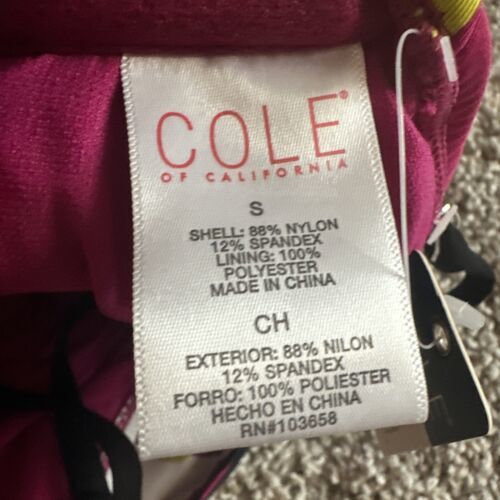 COLE®
OF CALIFORNIA
S
SHELL: 88% NYLON
12% SPANDEX
LINING: 100%
POLYESTER
MADE IN CHINA
CH
EXTERIOR: 88% NILON
12% SPANDEX
FORRO: 100% POLIESTER
HECHO EN CHINA
RN#103658